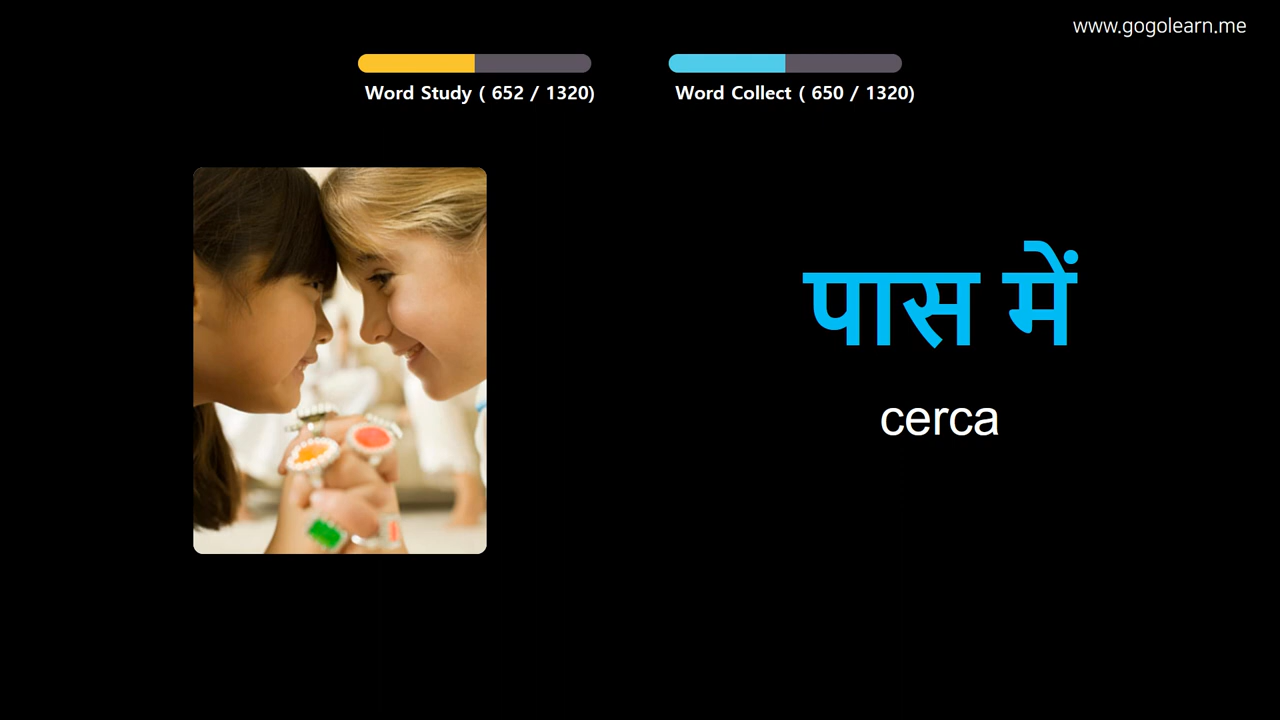 www.gogolearn.me
Word Study ( 652 / 1320)
Word Collect ( 650 / 1320)
पास में
cerca